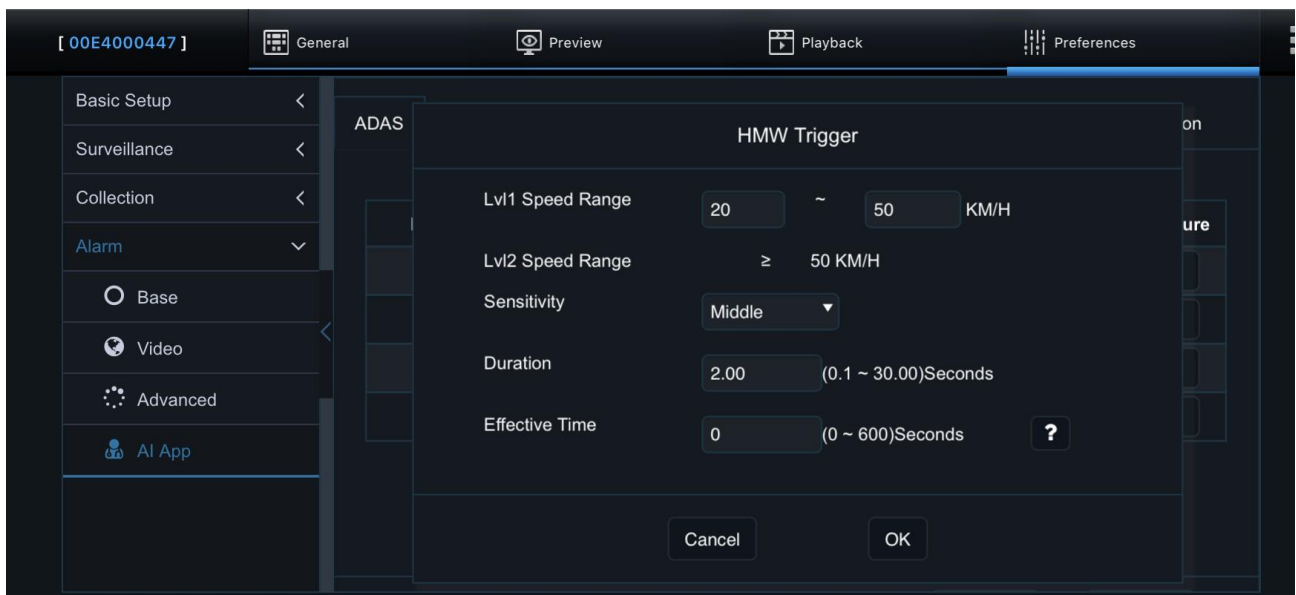 [ 00E4000447 ] General Preview Playback Preferences
Basic Setup
Surveillance
Collection
Alarm
Base
Video
Advanced
AI App
ADAS
HMW Trigger
Lvl1 Speed Range 20 ~ 50 KM/H
Lvl2 Speed Range ≥ 50 KM/H
Sensitivity Middle
Duration 2.00 (0.1 ~ 30.00)Seconds
Effective Time 0 (0 ~ 600)Seconds ?
Cancel OK
on
ure